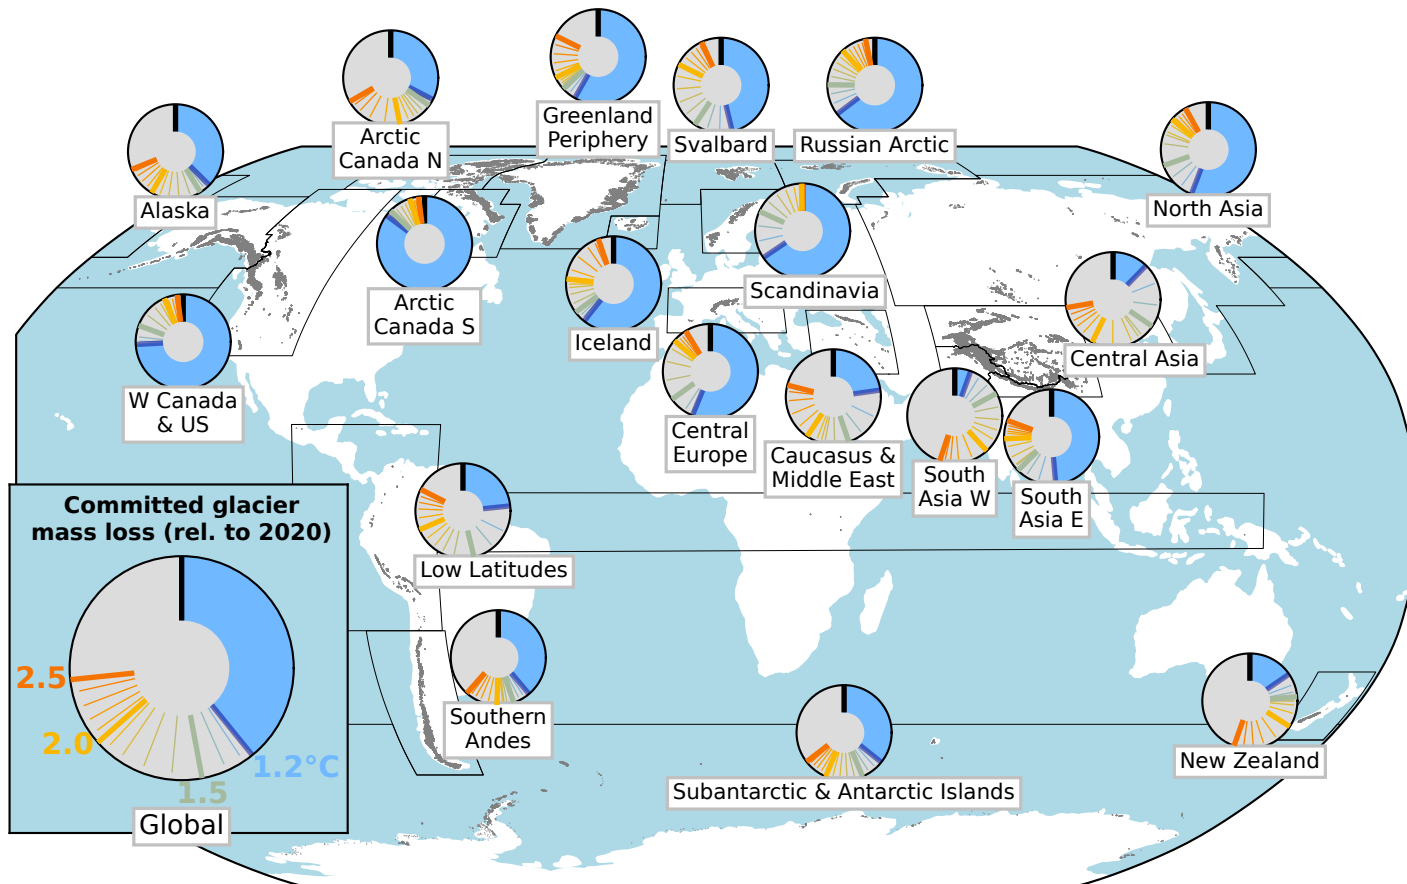 Greenland
Periphery
Arctic
Canada N
Svalbard
Russian Arctic
Alaska
North Asia
Arctic
Canada S
Scandinavia
Iceland
Central Asia
W Canada
& US
Central
Europe
Caucasus &
Middle East
South
Asia W
South
Asia E
Low Latitudes
Southern
Andes
New Zealand
Subantarctic & Antarctic Islands
Committed glacier
mass loss (rel. to 2020)
2.5
2.0
1.2°C
1.5
Global